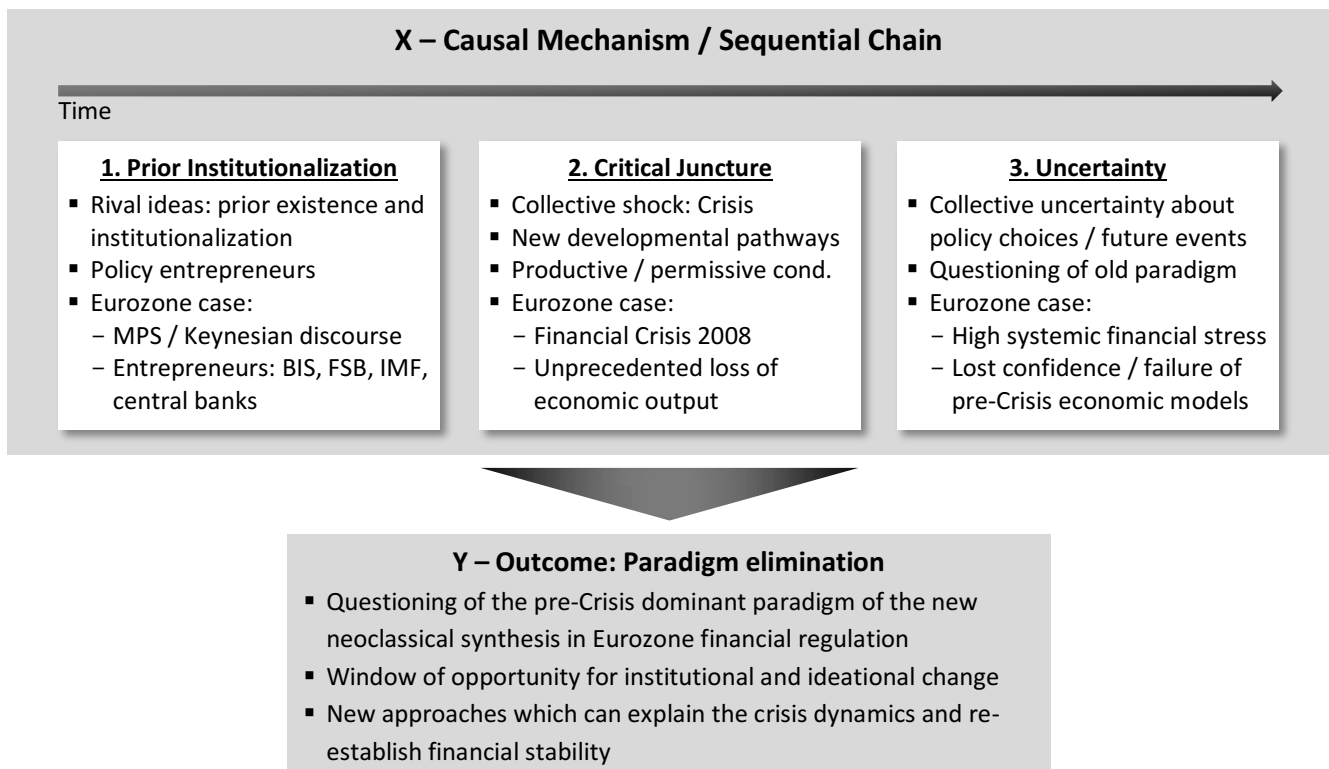 X – Causal Mechanism / Sequential Chain
Time
1. Prior Institutionalization
▪ Rival ideas: prior existence and
institutionalization
▪ Policy entrepreneurs
▪ Eurozone case:
– MPS / Keynesian discourse
– Entrepreneurs: BIS, FSB, IMF,
central banks
2. Critical Juncture
▪ Collective shock: Crisis
▪ New developmental pathways
▪ Productive / permissive cond.
▪ Eurozone case:
– Financial Crisis 2008
– Unprecedented loss of
economic output
3. Uncertainty
▪ Collective uncertainty about
policy choices / future events
▪ Questioning of old paradigm
▪ Eurozone case:
– High systemic financial stress
– Lost confidence / failure of
pre-Crisis economic models
Y – Outcome: Paradigm elimination
▪ Questioning of the pre-Crisis dominant paradigm of the new
neoclassical synthesis in Eurozone financial regulation
▪ Window of opportunity for institutional and ideational change
▪ New approaches which can explain the crisis dynamics and re-
establish financial stability